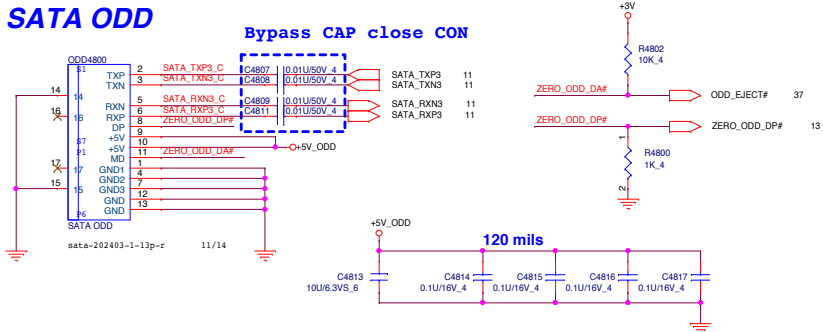 SATA ODD
Bypass CAP close CON
ODD4800
S1
14
14
16
16
S7
P1
17
17
15
15
P6
TXP 2 SATA_TXP3_C C4807 0.01U/50V_4 SATA_TXP3 11
TXN 3 SATA_TXN3_C C4808 0.01U/50V_4 SATA_TXN3 11
RXN 5 SATA_RXN3_C C4809 0.01U/50V_4 SATA_RXN3 11
RXP 6 SATA_RXP3_C C4811 0.01U/50V_4 SATA_RXP3 11
DP 8 ZERO_ODD_DP#
+5V 9
+5V 10 +5V_ODD
MD 11 ZERO_ODD_DA#
GND1 1
GND2 4
GND3 7
GND 12
GND 13
SATA ODD
sata-202403-1-13p-r 11/14
+3V
R4802
10K_4
ZERO_ODD_DA# ODD_EJECT# 37
ZERO_ODD_DP# ZERO_ODD_DP# 13
1
R4800
1K_4
2
+5V_ODD
120 mils
C4813
10U/6.3VS_6
C4814
0.1U/16V_4
C4815
0.1U/16V_4
C4816
0.1U/16V_4
C4817
0.1U/16V_4